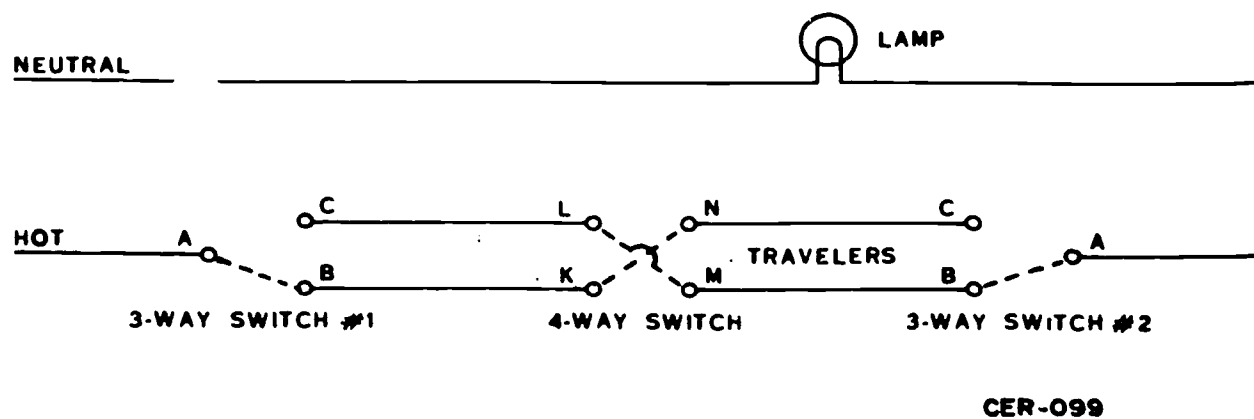 LAMP
NEUTRAL
C L N C
HOT A TRAVELERS A
B K M B
3-WAY SWITCH #1 4-WAY SWITCH 3-WAY SWITCH #2
CER-099